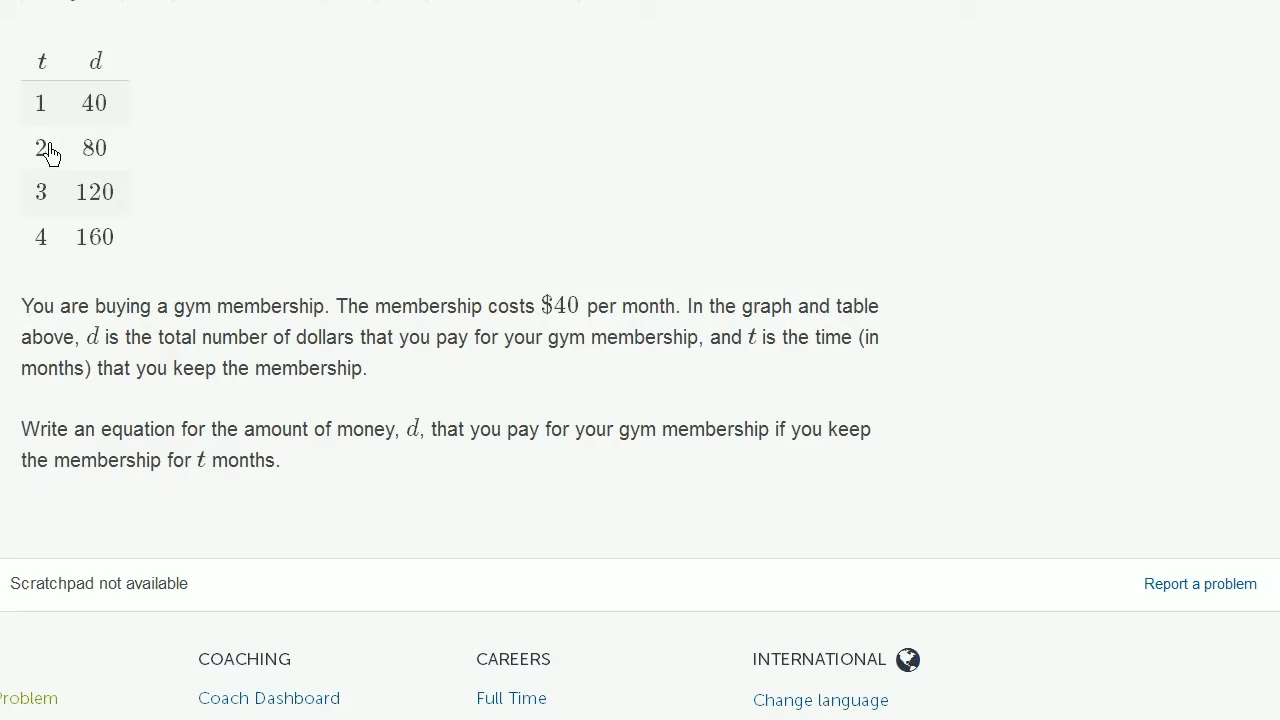 t d
1 40
2 80
3 120
4 160
You are buying a gym membership. The membership costs $40 per month. In the graph and table
above, d is the total number of dollars that you pay for your gym membership, and t is the time (in
months) that you keep the membership.
Write an equation for the amount of money, d, that you pay for your gym membership if you keep
the membership for t months.
Scratchpad not available
Report a problem
COACHING CAREERS INTERNATIONAL
Problem Coach Dashboard Full Time Change language